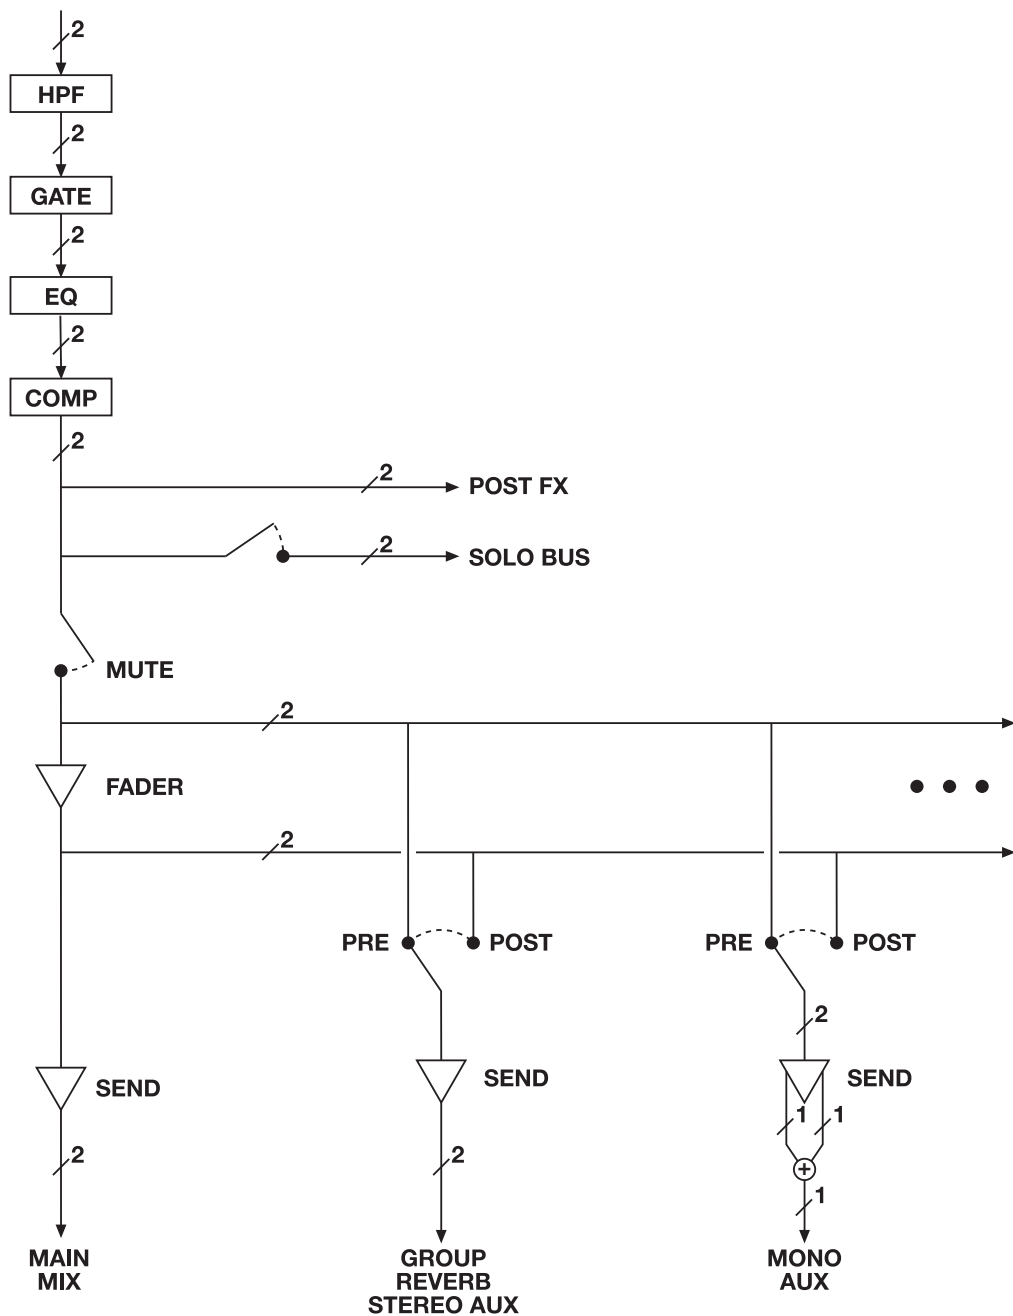 2
HPF
2
GATE
2
EQ
2
COMP
2
2
POST FX
2
SOLO BUS
MUTE
2
FADER
2
PRE
POST
PRE
POST
2
SEND
SEND
SEND
1
1
2
2
1
MAIN
MIX
GROUP
REVERB
STEREO AUX
MONO
AUX